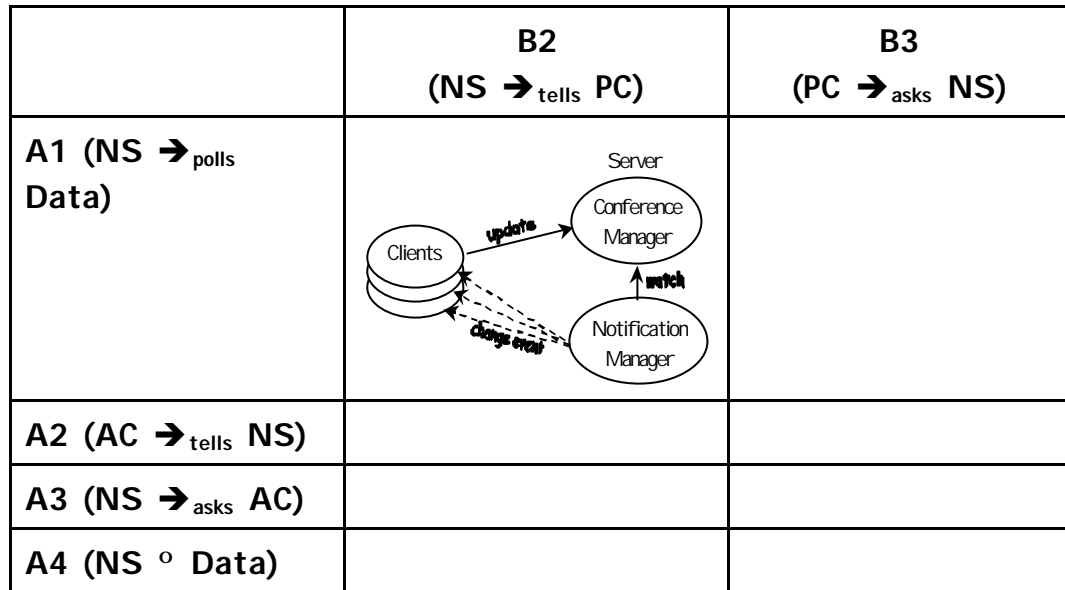 B2
(NS ➔ tells PC)
B3
(PC ➔ asks NS)
A1 (NS ➔ polls
Data)
Server
Conference
Manager
update
Clients
watch
Notification
Manager
change event
A2 (AC ➔ tells NS)
A3 (NS ➔ asks AC)
A4 (NS º Data)